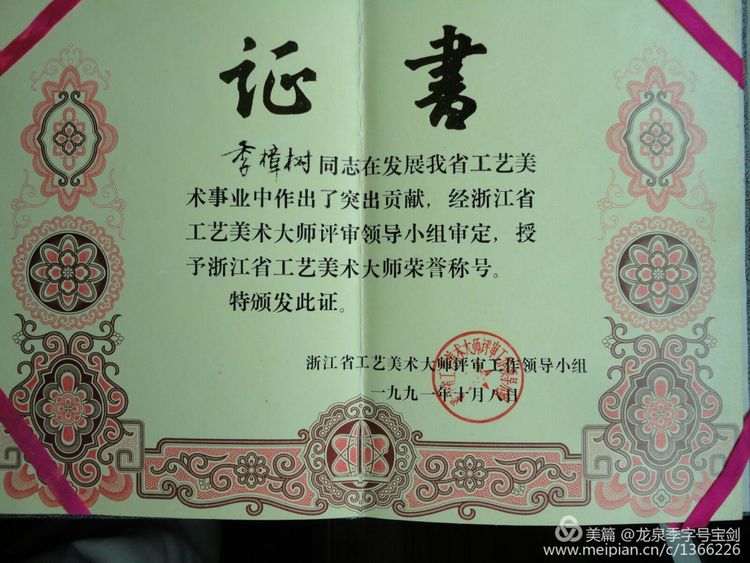 证 書
季樟树同志在发展我省工艺美
术事业中作出了突出贡献，经浙江省
工艺美术大师评审领导小组审定，授
予浙江省工艺美术大师荣誉称号。
特颁发此证。
浙江省工艺美术大师评审工作领导小组
一九九一年十月八日
美篇 @龙泉季字号宝剑
www.meipian.cn/c/1366226